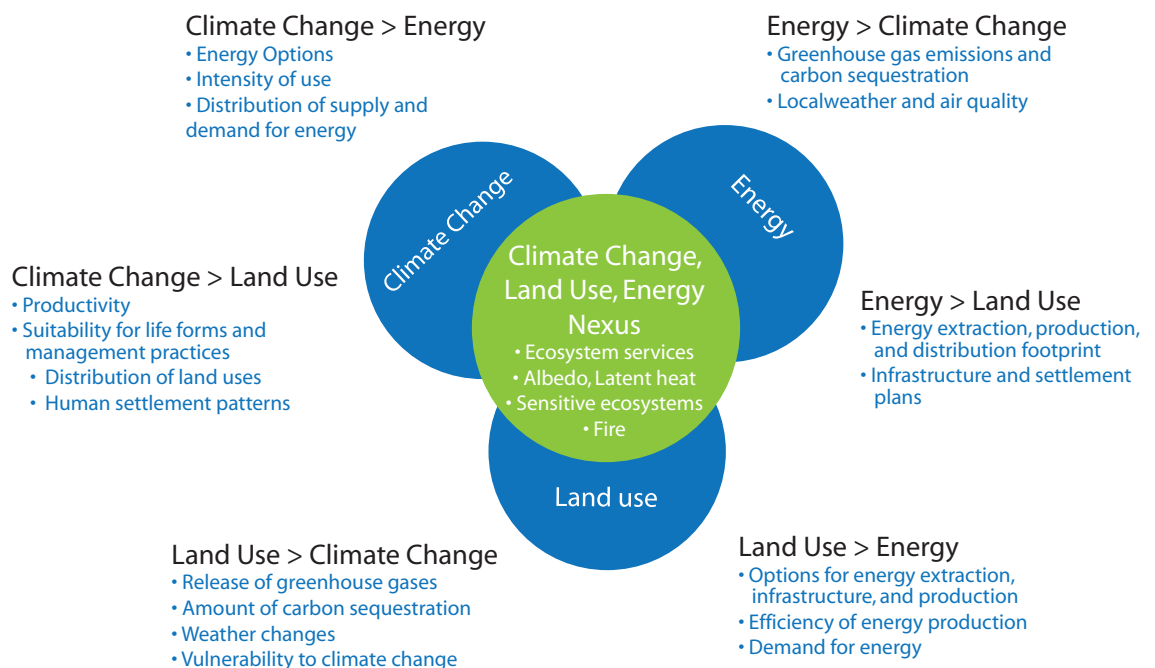 Climate Change > Energy
• Energy Options
• Intensity of use
• Distribution of supply and
demand for energy
Energy > Climate Change
• Greenhouse gas emissions and
carbon sequestration
• Localweather and air quality
Climate Change
Energy
Climate Change,
Land Use, Energy
Nexus
• Ecosystem services
• Albedo, Latent heat
• Sensitive ecosystems
• Fire
Land use
Climate Change > Land Use
• Productivity
• Suitability for life forms and
management practices
• Distribution of land uses
• Human settlement patterns
Energy > Land Use
• Energy extraction, production,
and distribution footprint
• Infrastructure and settlement
plans
Land Use > Climate Change
• Release of greenhouse gases
• Amount of carbon sequestration
• Weather changes
• Vulnerability to climate change
Land Use > Energy
• Options for energy extraction,
infrastructure, and production
• Efficiency of energy production
• Demand for energy